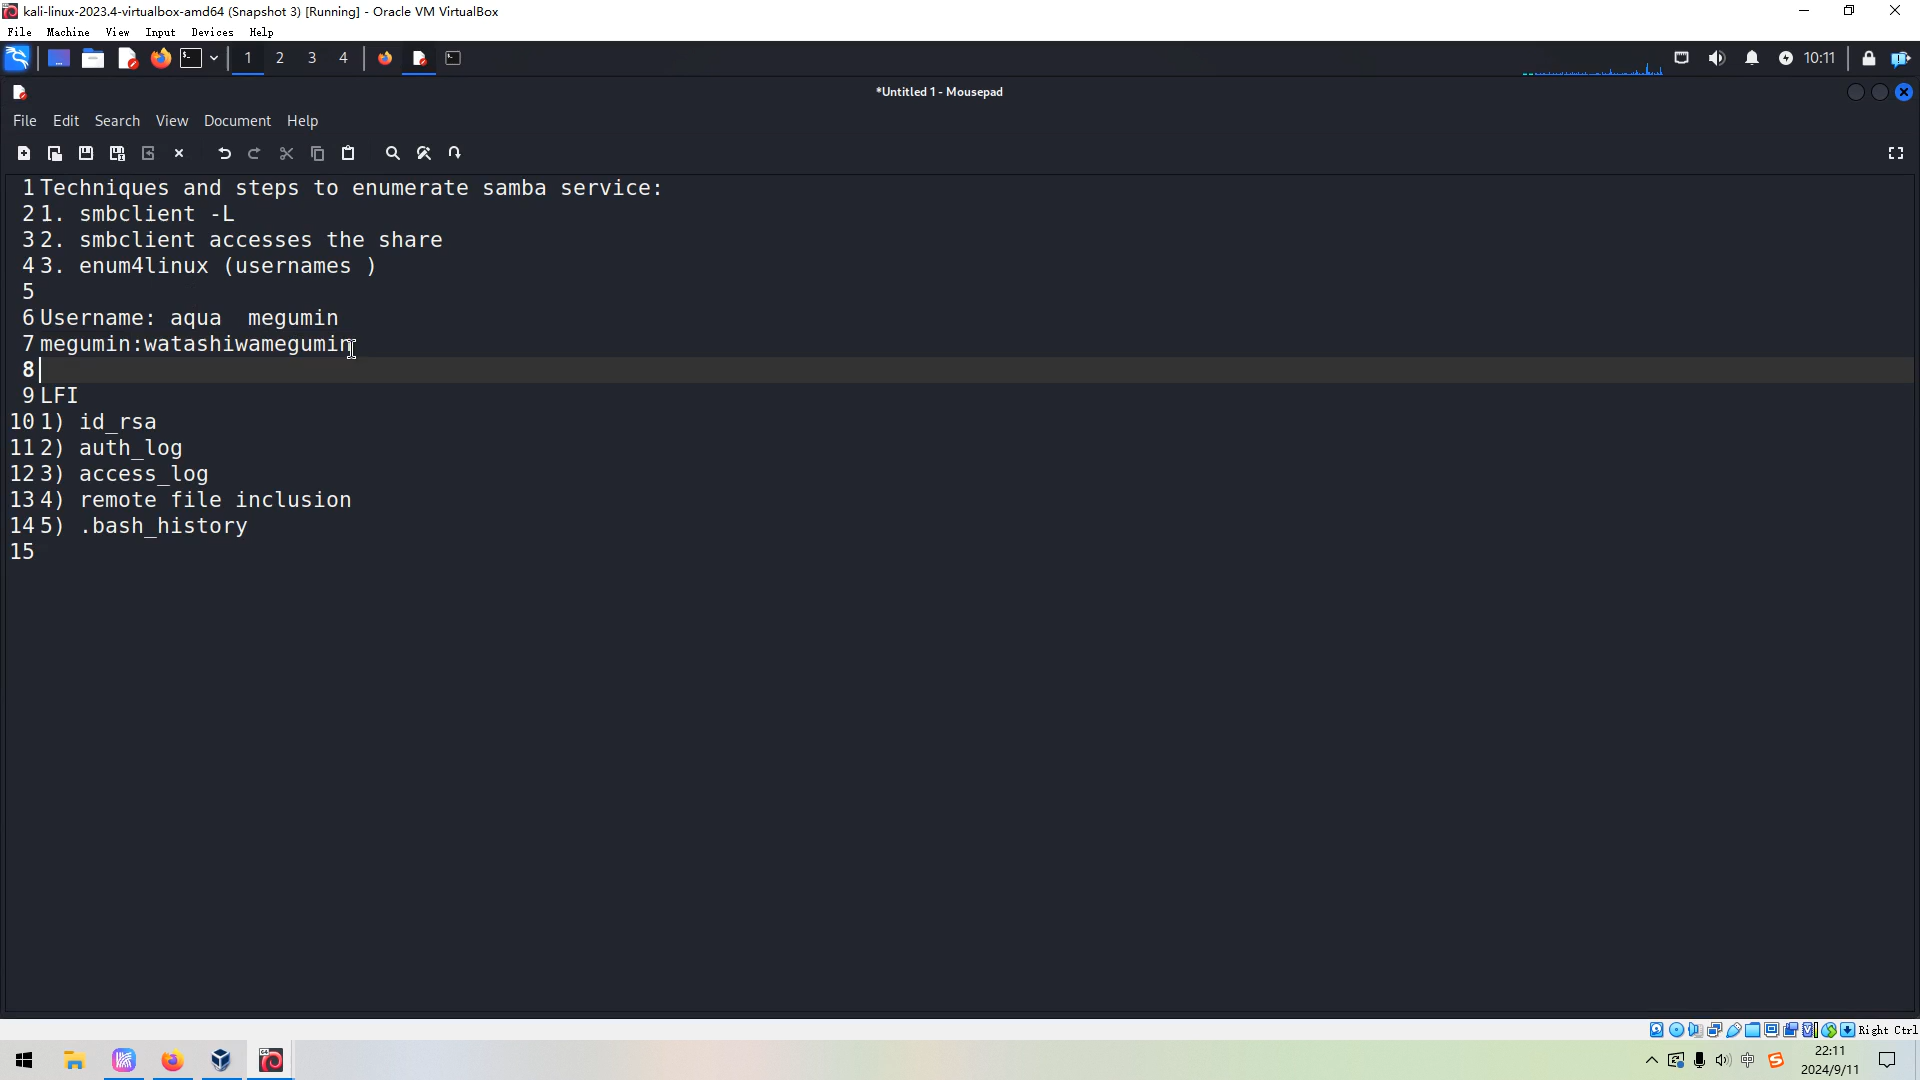 kali-linux-2023.4-virtualbox-amd64 (Snapshot 3) [Running] - Oracle VM VirtualBox
File Machine View Input Devices Help
1 2 3 4 10:11
*Untitled 1 - Mousepad
File Edit Search View Document Help
1 Techniques and steps to enumerate samba service:
2 1. smbclient -L
3 2. smbclient accesses the share
4 3. enum4linux (usernames )
5
6 Username: aqua  megumin
7 megumin:watashiwamegumin
8
9 LFI
10 1) id_rsa
11 2) auth_log
12 3) access_log
13 4) remote file inclusion
14 5) .bash_history
15
Right Ctrl
中
22:11
2024/9/11